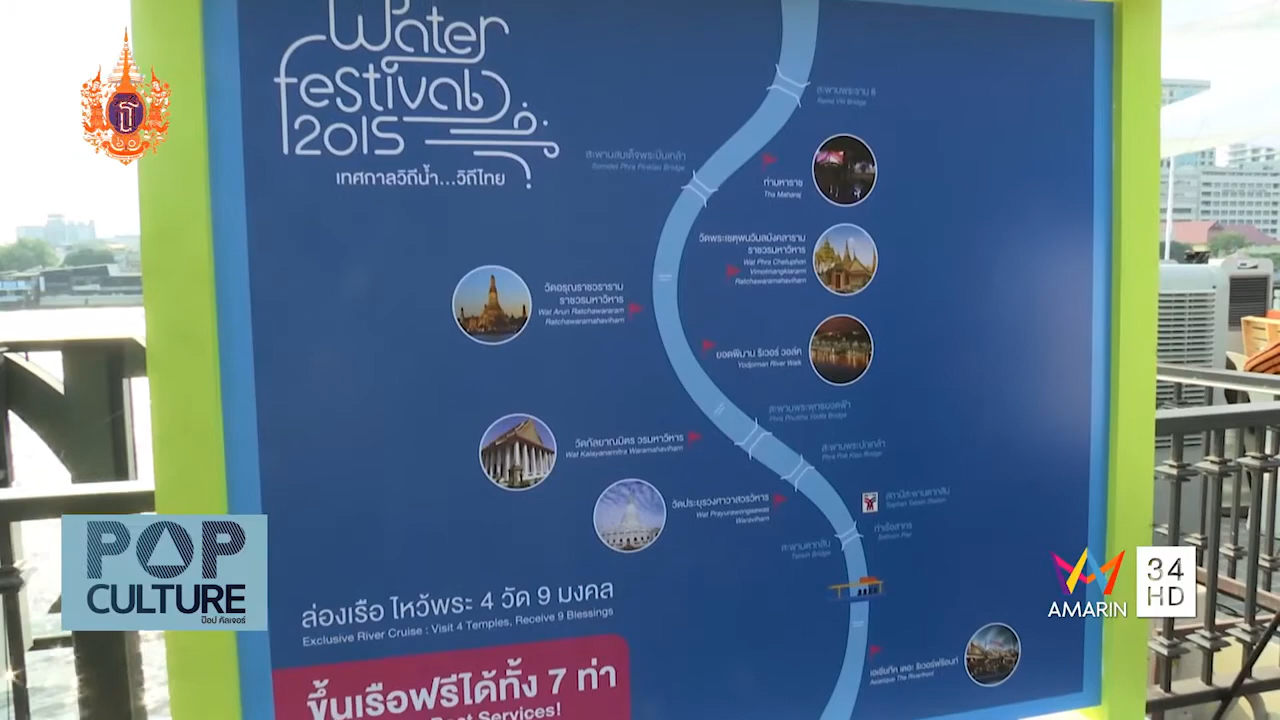 Water
Festival
2015
เทศกาลวิถีน้ำ...วิถีไทย
สะพานพระราม 8
Rama VIII Bridge
สะพานสมเด็จพระปิ่นเกล้า
Somdet Phra Pinklao Bridge
ท่ามหาราช
Tha Maharaj
วัดพระเชตุพนวิมลมังคลาราม
ราชวรมหาวิหาร
Wat Phra Chetuphon
Vimolmangklararm
Ratchawaramahaviharn
วัดอรุณราชวราราม
ราชวรมหาวิหาร
Wat Arun Ratchawararam
Ratchawaramahaviharn
ยอดพิมาน ริเวอร์ วอล์ค
Yodpiman River Walk
สะพานพระพุทธยอดฟ้า
Phra Phuttha Yodfa Bridge
วัดกัลยาณมิตร วรมหาวิหาร
Wat Kalayanamitra Waramahaviharn
สะพานพระปกเกล้า
Phra Pok Klao Bridge
วัดประยุรวงศาวาสวรวิหาร
Wat Prayurawongsawat
Waraviharn
สถานีสะพานตากสิน
Saphan Taksin Station
ท่าเรือสาทร
Sathorn Pier
สะพานตากสิน
Taksin Bridge
เอเชียทีค เดอะ ริเวอร์ฟร้อนท์
Asiatique The Riverfront
ล่องเรือ ไหว้พระ 4 วัด 9 มงคล
Exclusive River Cruise : Visit 4 Temples, Receive 9 Blessings
ขึ้นเรือฟรีได้ทั้ง 7 ท่า
Boat Services!
POP
CULTURE
ป๊อป คัลเจอร์
AMARIN
34
HD